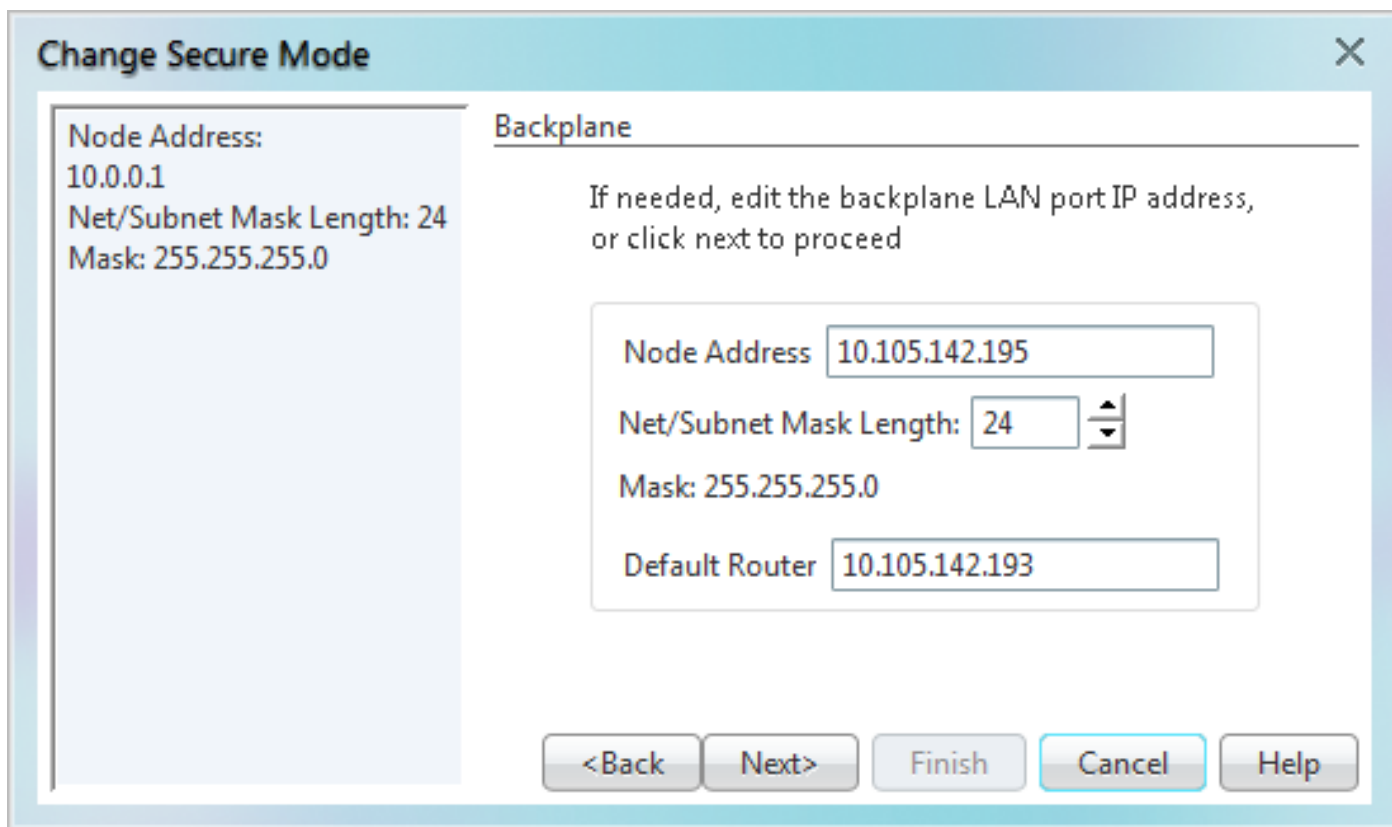 Change Secure Mode
Node Address:
10.0.0.1
Net/Subnet Mask Length: 24
Mask: 255.255.255.0
Backplane
If needed, edit the backplane LAN port IP address,
or click next to proceed
Node Address 10.105.142.195
Net/Subnet Mask Length: 24
Mask: 255.255.255.0
Default Router 10.105.142.193
<Back Next> Finish Cancel Help